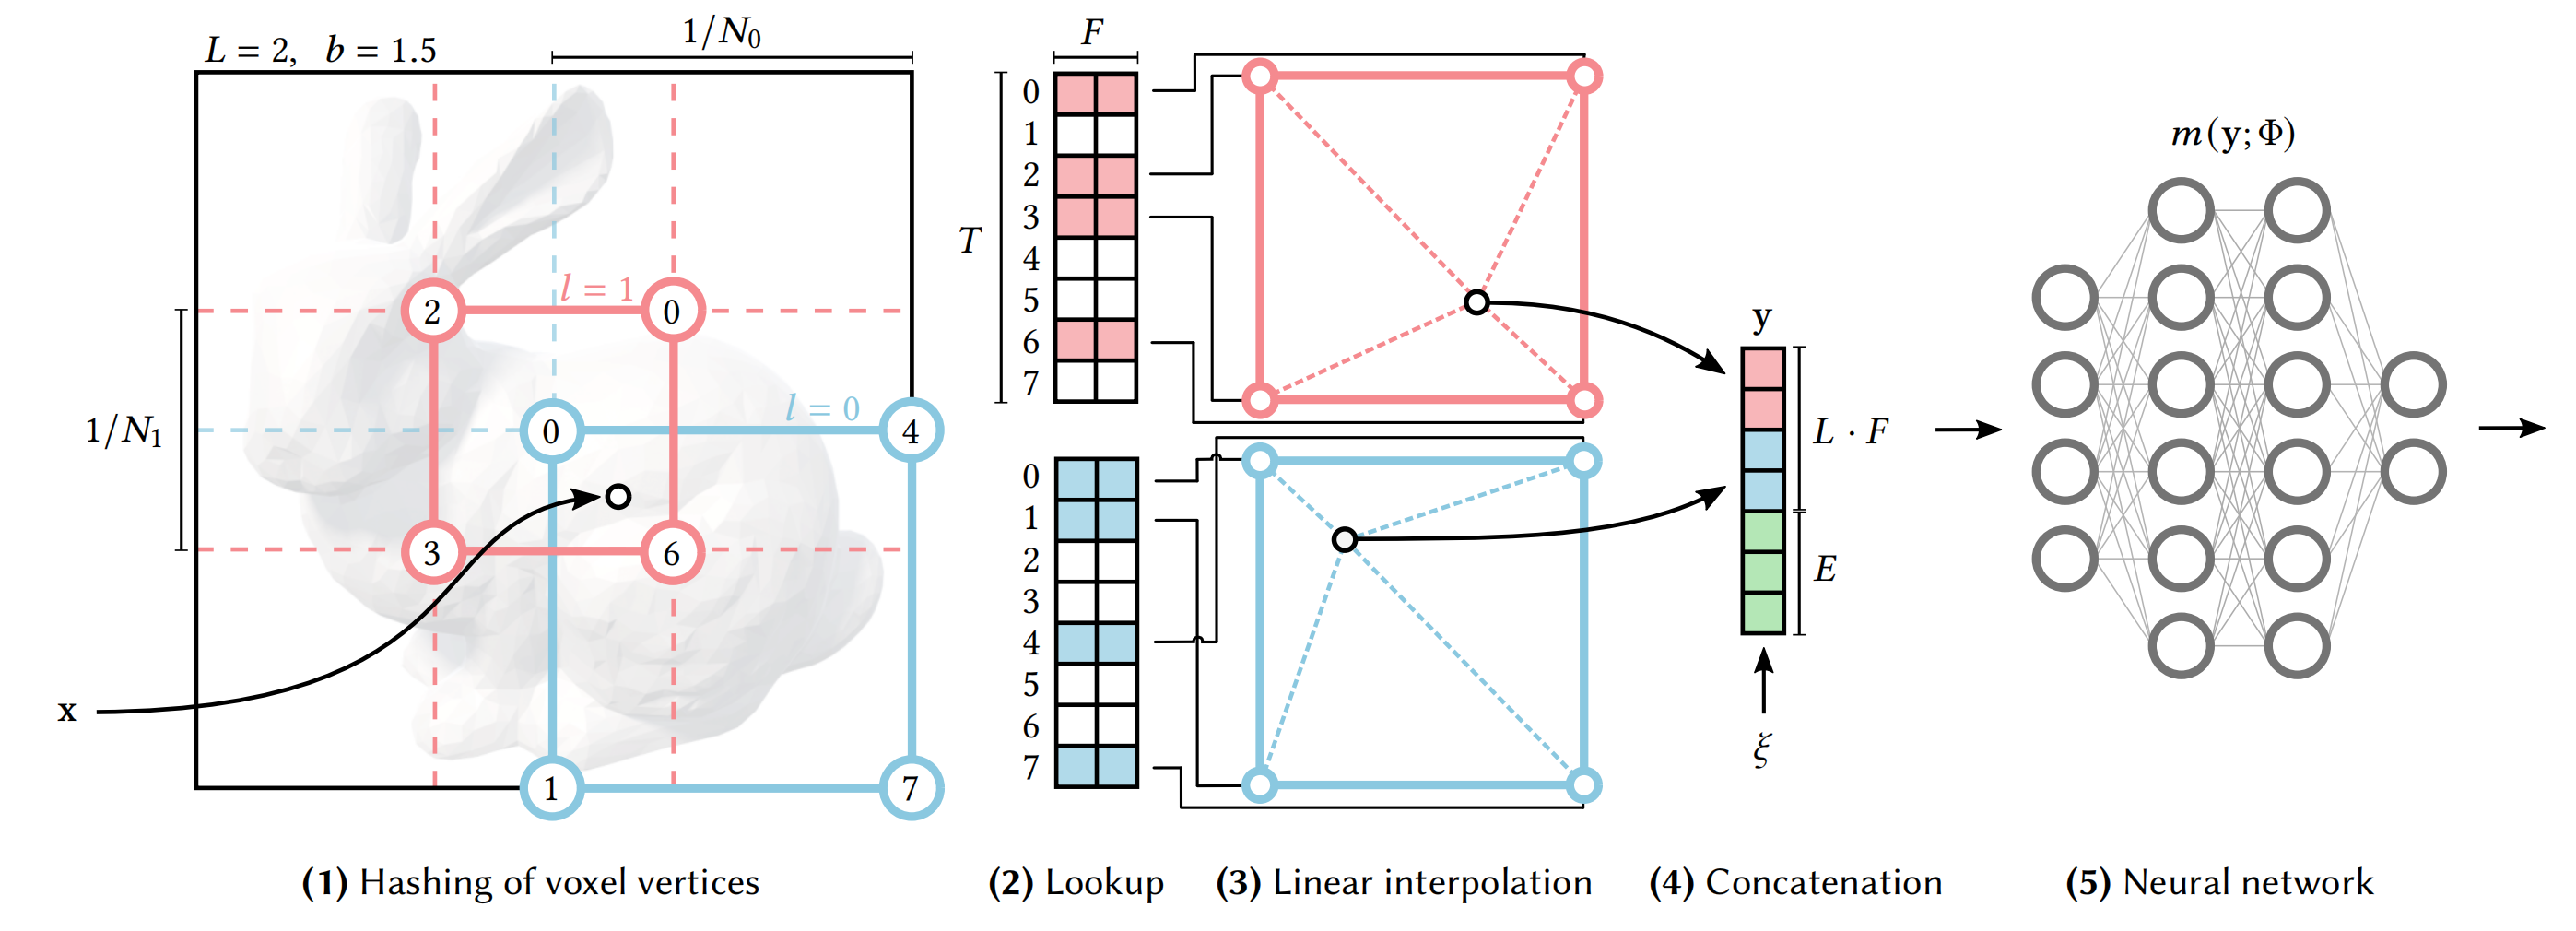 L = 2, b = 1.5
1/N₀
l = 1
2
0
1/N₁
l = 0
0
4
3
6
x
1
7
(1) Hashing of voxel vertices
F
T
0
1
2
3
4
5
6
7
0
1
2
3
4
5
6
7
(2) Lookup
(3) Linear interpolation
y
L · F
E
ξ
(4) Concatenation
m(y; Φ)
(5) Neural network